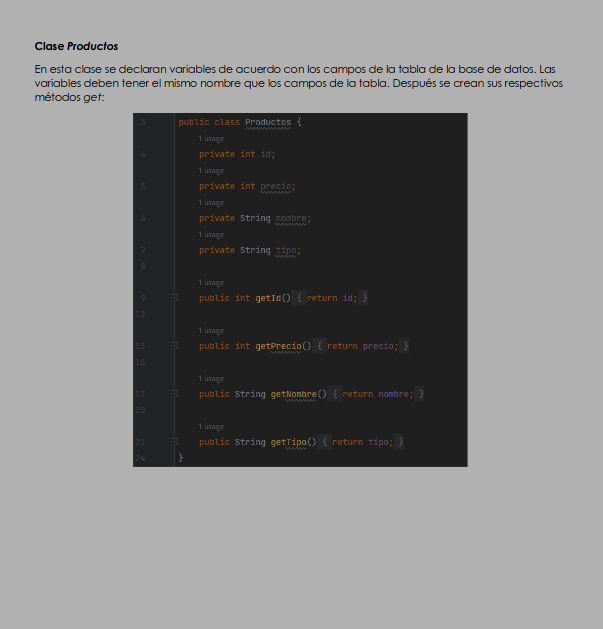 Clase Productos
En esta clase se declaran variables de acuerdo con los campos de la tabla de la base de datos. Las
variables deben tener el mismo nombre que los campos de la tabla. Después se crean sus respectivos
métodos get:
3 public class Productos {
1 usage
4 private int id;
1 usage
5 private int precio;
1 usage
6 private String nombre;
1 usage
7 private String tipo;
8
1 usage
9 public int getId() { return id; }
12
1 usage
13 public int getPrecio() { return precio; }
16
1 usage
17 public String getNombre() { return nombre; }
20
1 usage
21 public String getTipo() { return tipo; }
24 }